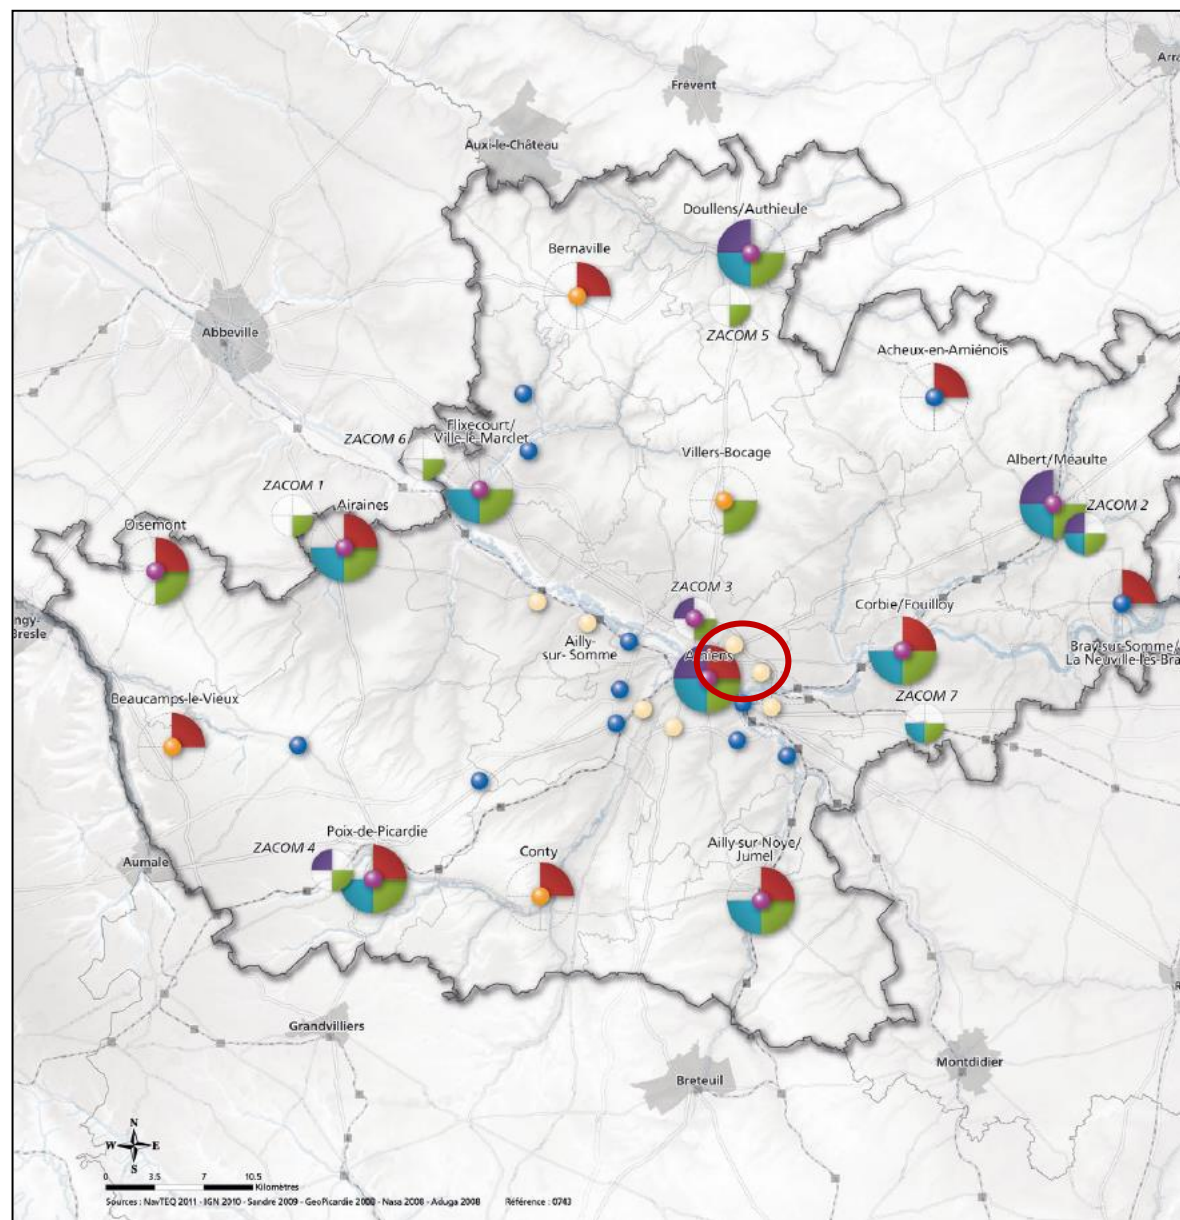 Frévent
Arra
Auxi-le-Château
Doullens/Authieule
Bernaville
Abbeville
ZACOM 5
Acheux-en-Amiénois
Flixecourt/
Ville-le-Marclet
ZACOM 6
Villers-Bocage
Albert/Méaulte
ZACOM 1
Airaines
ZACOM 2
Oisemont
ZACOM 3
Corbie/Fouilloy
ngy-
Bresle
Ailly-
sur- Somme
Amiens
Bray-sur-Somme/
La Neuville-lès-Bra
Beaucamps-le-Vieux
ZACOM 7
Poix-de-Picardie
ZACOM 4
Conty
Ailly-sur-Noye/
Jumel
Aumale
R
Grandvilliers
Montdidier
Breteuil
N
W E
S
0 3.5 7 10.5
Kilomètres
Sources : NavTEQ 2011 - IGN 2010 - Sandre 2009 - GeoPicardie 2008 - Nasa 2008 - Aduga 2008 Référence : 0743